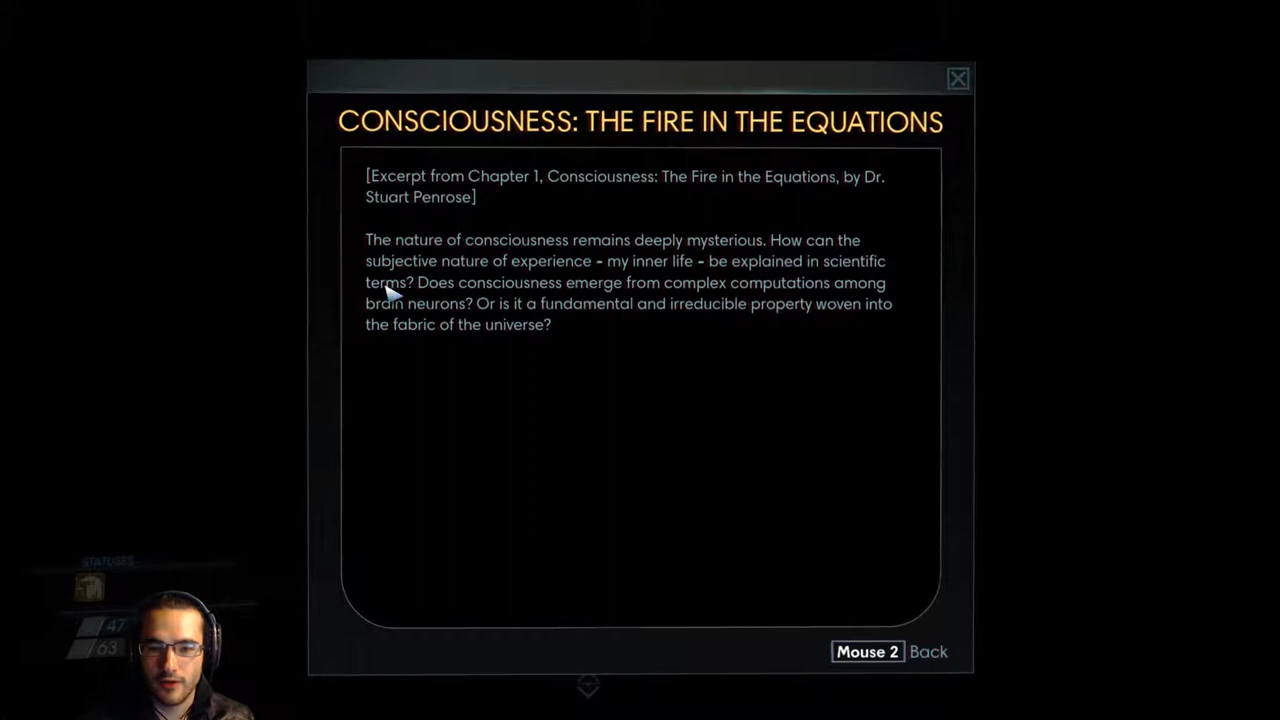 CONSCIOUSNESS: THE FIRE IN THE EQUATIONS
[Excerpt from Chapter 1, Consciousness: The Fire in the Equations, by Dr.
Stuart Penrose]
The nature of consciousness remains deeply mysterious. How can the
subjective nature of experience - my inner life - be explained in scientific
terms? Does consciousness emerge from complex computations among
brain neurons? Or is it a fundamental and irreducible property woven into
the fabric of the universe?
STATUSES
47
63
Mouse 2 Back